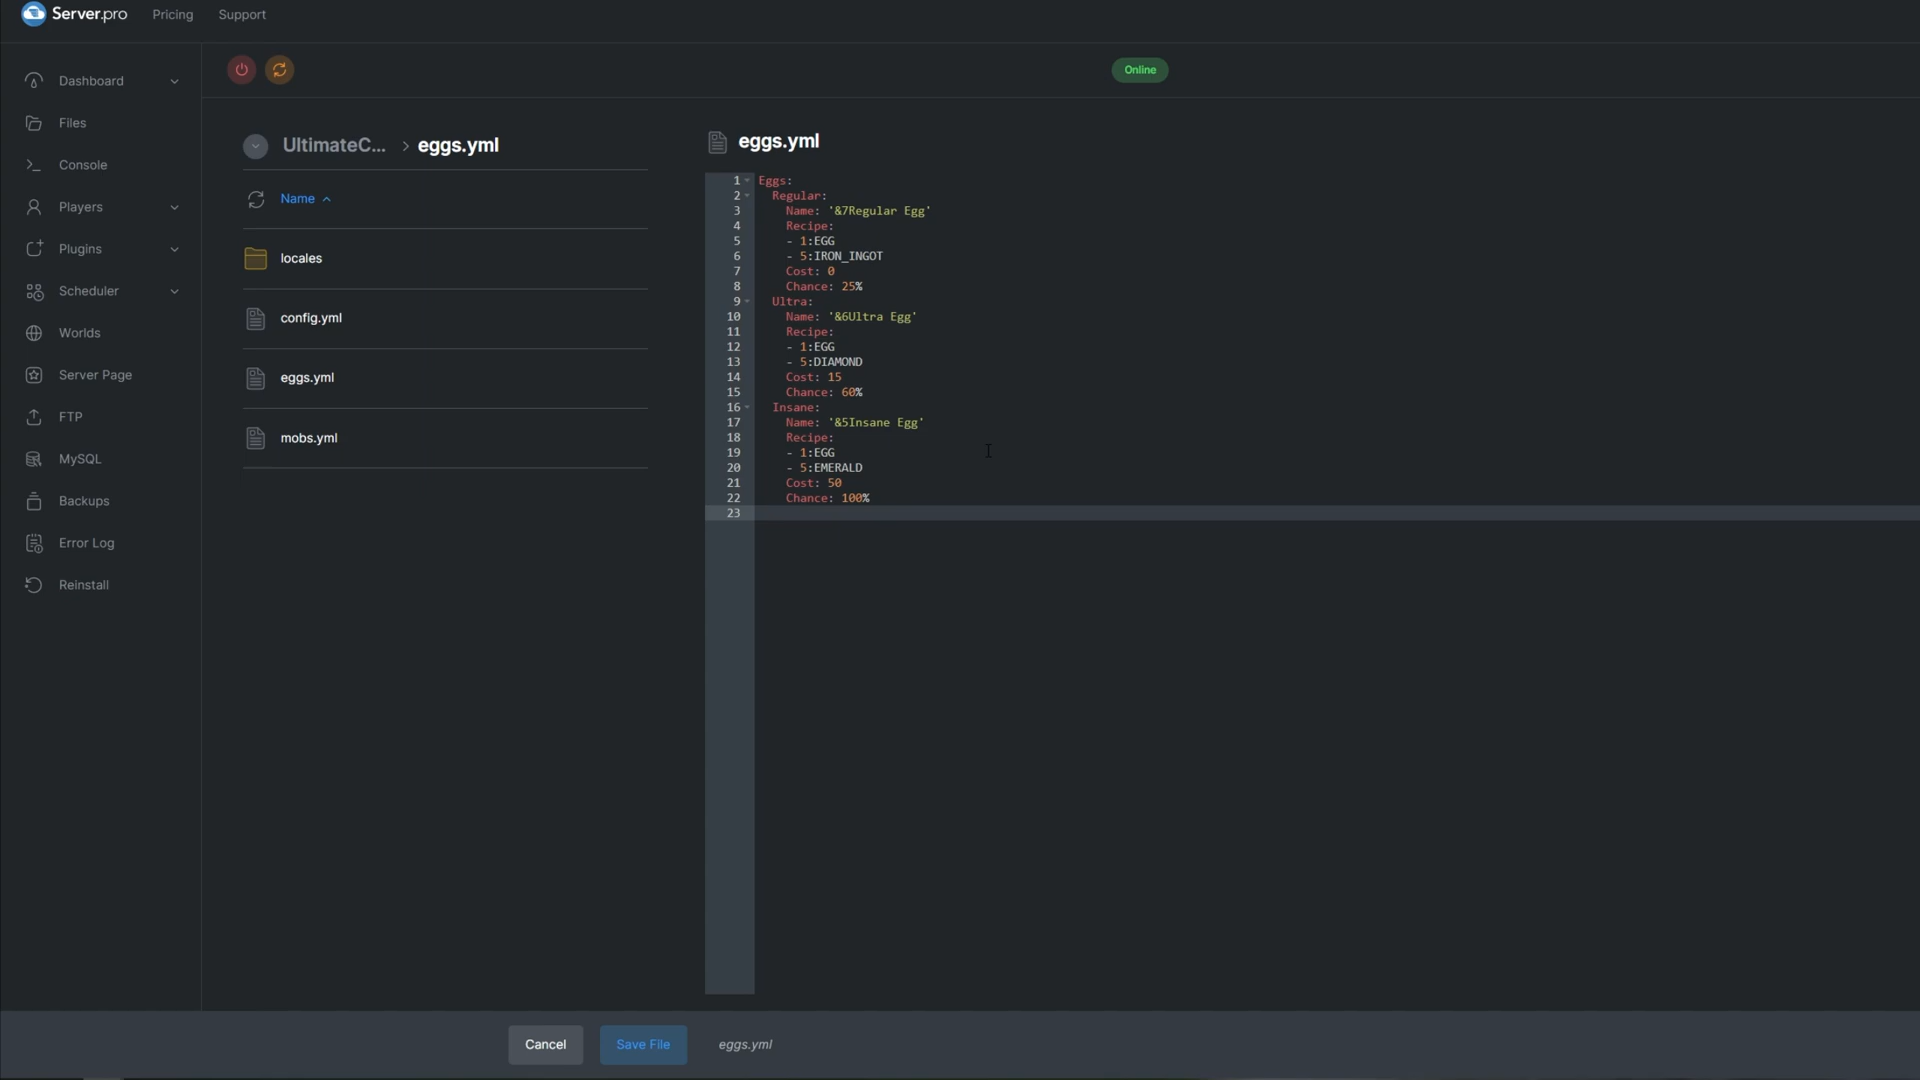 Server.pro
Pricing
Support
Dashboard
Files
Console
Players
Plugins
Scheduler
Worlds
Server Page
FTP
MySQL
Backups
Error Log
Reinstall
Online
UltimateC... > eggs.yml
Name
locales
config.yml
eggs.yml
mobs.yml
eggs.yml
1 Eggs:
2 Regular:
3 Name: '&7Regular Egg'
4 Recipe:
5 - 1:EGG
6 - 5:IRON_INGOT
7 Cost: 0
8 Chance: 25%
9 Ultra:
10 Name: '&6Ultra Egg'
11 Recipe:
12 - 1:EGG
13 - 5:DIAMOND
14 Cost: 15
15 Chance: 60%
16 Insane:
17 Name: '&5Insane Egg'
18 Recipe:
19 - 1:EGG
20 - 5:EMERALD
21 Cost: 50
22 Chance: 100%
23
Cancel
Save File
eggs.yml